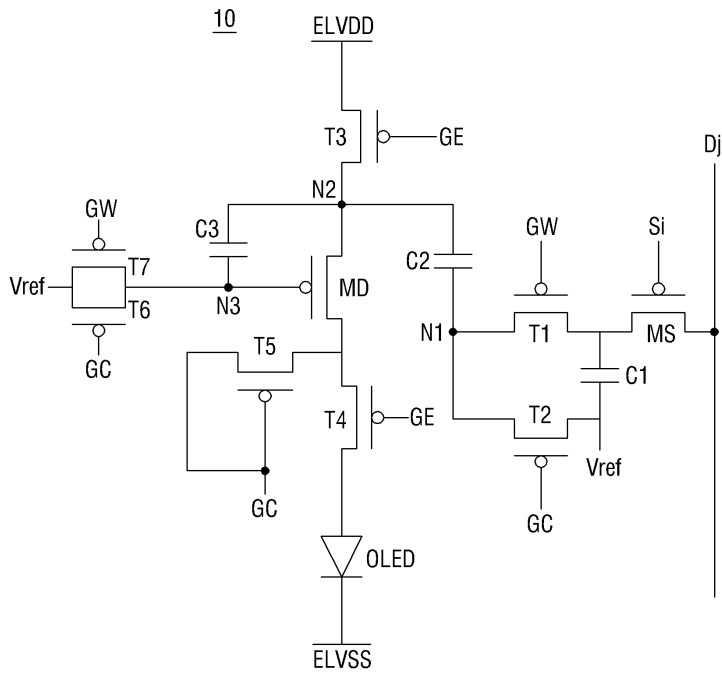 10
ELVDD
T3
GE
Dj
N2
GW
C3
GW
Si
C2
T7
Vref
T6
N3
MD
N1
T1
MS
GC
T5
C1
T4
GE
T2
Vref
GC
GC
OLED
ELVSS